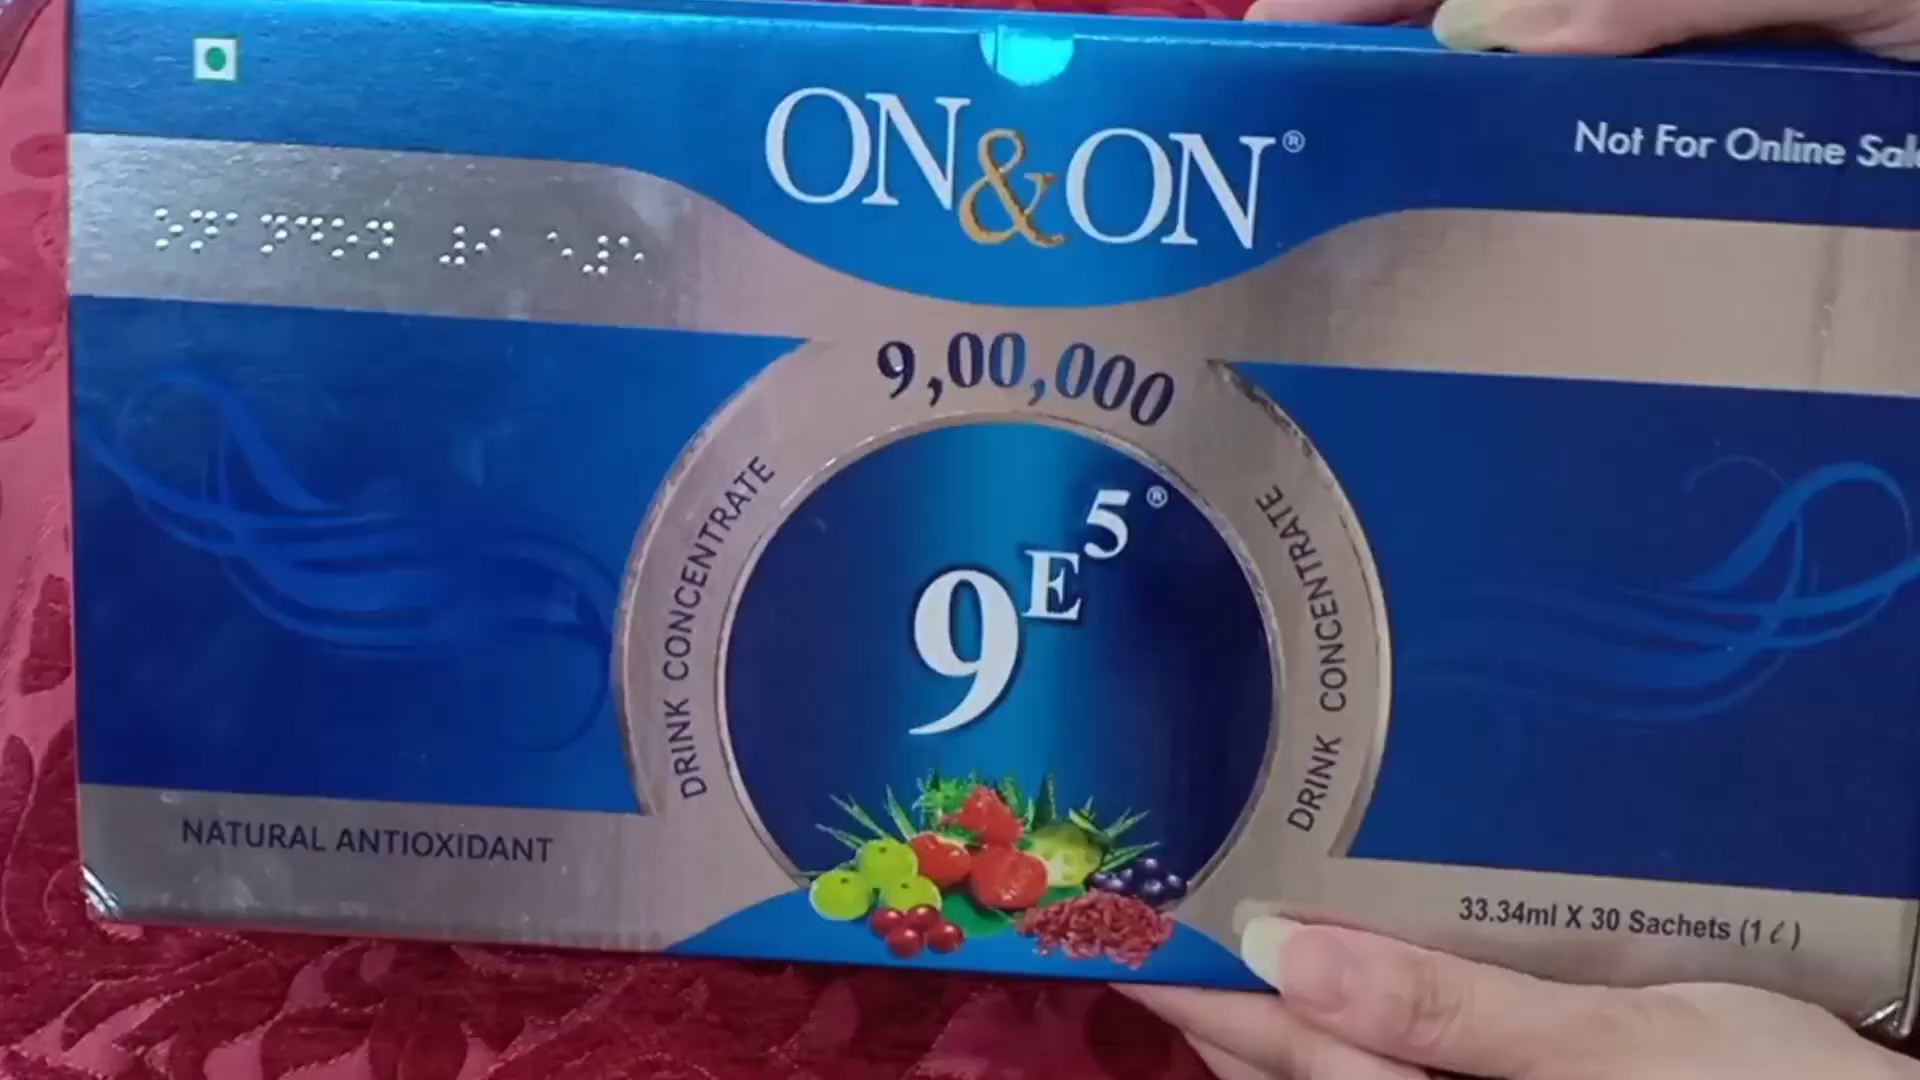 ON&ON®
Not For Online
9,00,000
DRINK CONCENTRATE
9E5®
DRINK CONCENTRATE
NATURAL ANTIOXIDANT
33.34ml X 30 Sachets (1 ℓ)